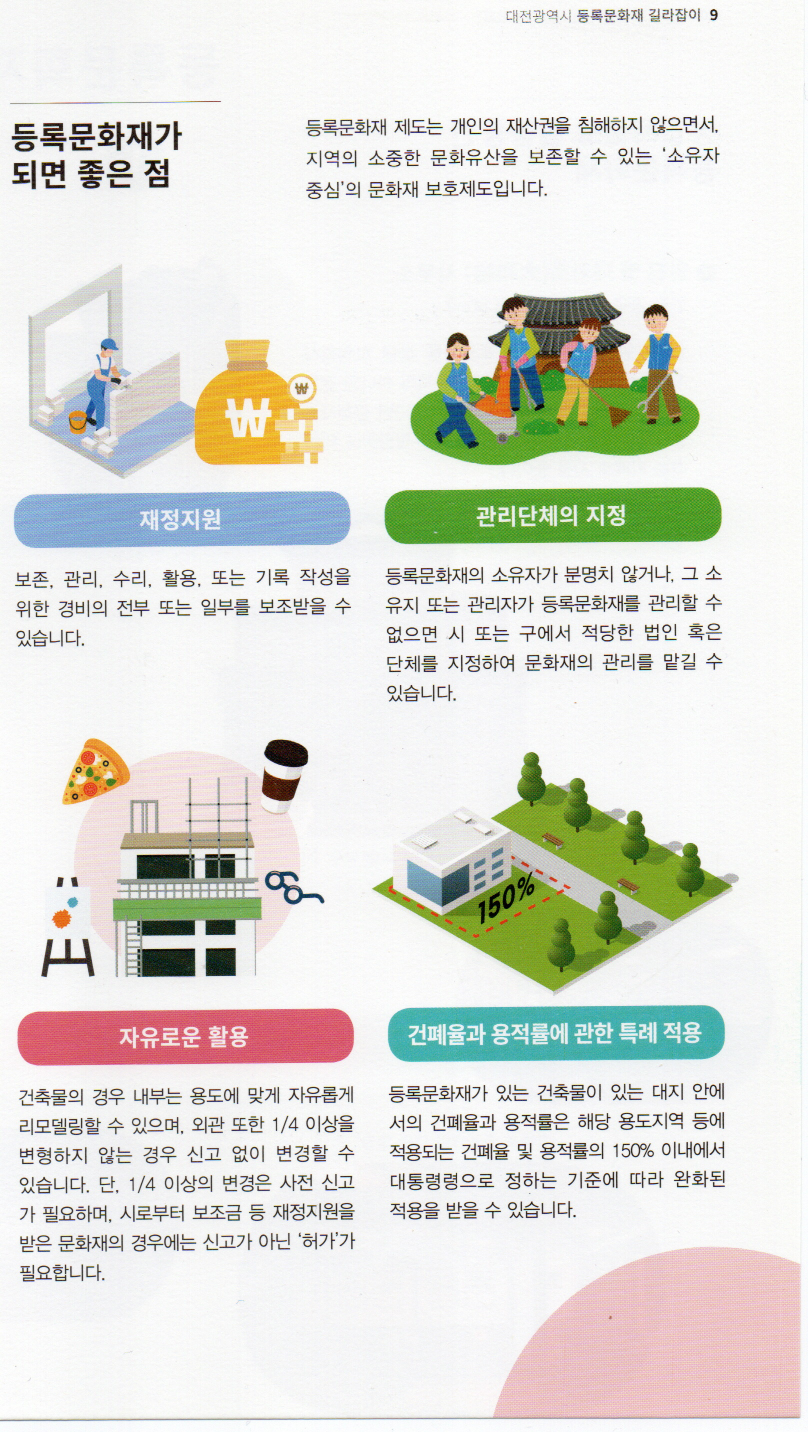 대전광역시 등록문화재 길라잡이 9
등록문화재가
되면 좋은 점
등록문화재 제도는 개인의 재산권을 침해하지 않으면서,
지역의 소중한 문화유산을 보존할 수 있는 ‘소유자
중심’의 문화재 보호제도입니다.
₩
₩
재정지원
보존, 관리, 수리, 활용, 또는 기록 작성을
위한 경비의 전부 또는 일부를 보조받을 수
있습니다.
관리단체의 지정
등록문화재의 소유자가 분명치 않거나, 그 소
유지 또는 관리자가 등록문화재를 관리할 수
없으면 시 또는 구에서 적당한 법인 혹은
단체를 지정하여 문화재의 관리를 맡길 수
있습니다.
자유로운 활용
건축물의 경우 내부는 용도에 맞게 자유롭게
리모델링할 수 있으며, 외관 또한 1/4 이상을
변형하지 않는 경우 신고 없이 변경할 수
있습니다. 단, 1/4 이상의 변경은 사전 신고
가 필요하며, 시로부터 보조금 등 재정지원을
받은 문화재의 경우에는 신고가 아닌 ‘허가’가
필요합니다.
150%
건폐율과 용적률에 관한 특례 적용
등록문화재가 있는 건축물이 있는 대지 안에
서의 건폐율과 용적률은 해당 용도지역 등에
적용되는 건폐율 및 용적률의 150% 이내에서
대통령령으로 정하는 기준에 따라 완화된
적용을 받을 수 있습니다.